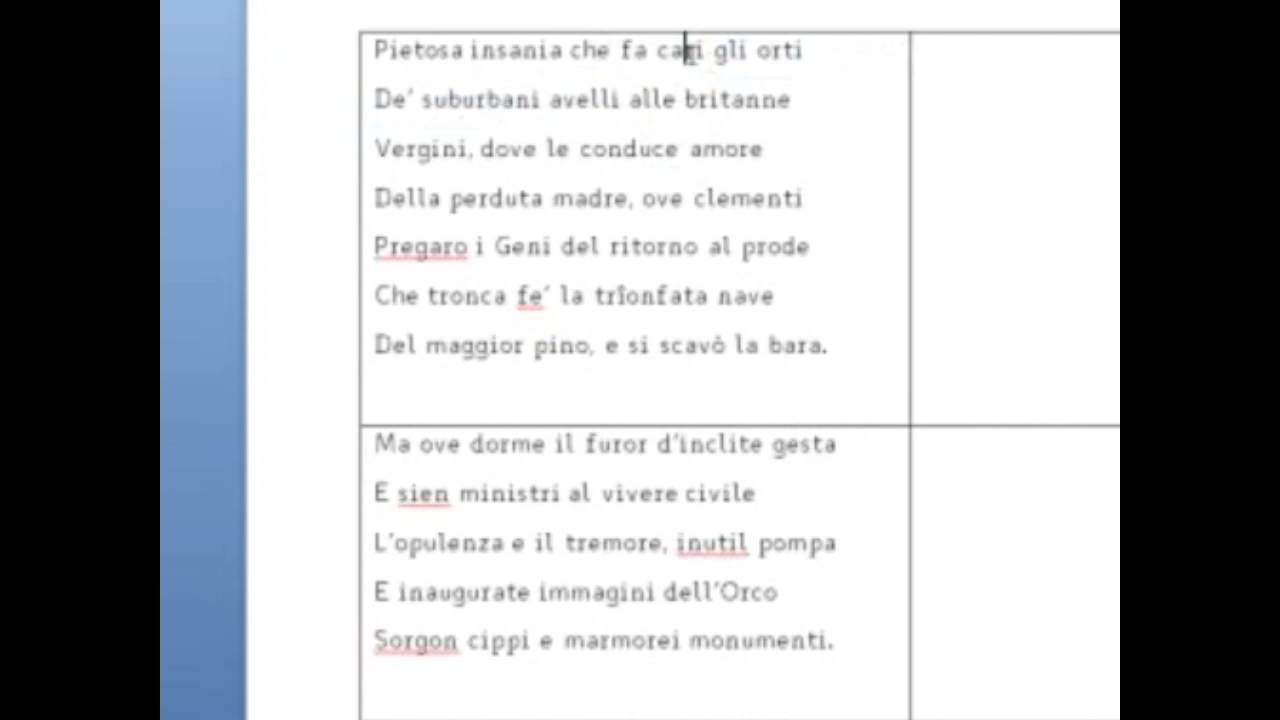 Pietosa insania che fa cari gli orti
De' suburbani avelli alle britanne
Vergini, dove le conduce amore
Della perduta madre, ove clementi
Pregaro i Geni del ritorno al prode
Che tronca fe' la trïonfata nave
Del maggior pino, e si scavò la bara.
Ma ove dorme il furor d'inclite gesta
E sien ministri al vivere civile
L'opulenza e il tremore, inutil pompa
E inaugurate immagini dell'Orco
Sorgon cippi e marmorei monumenti.